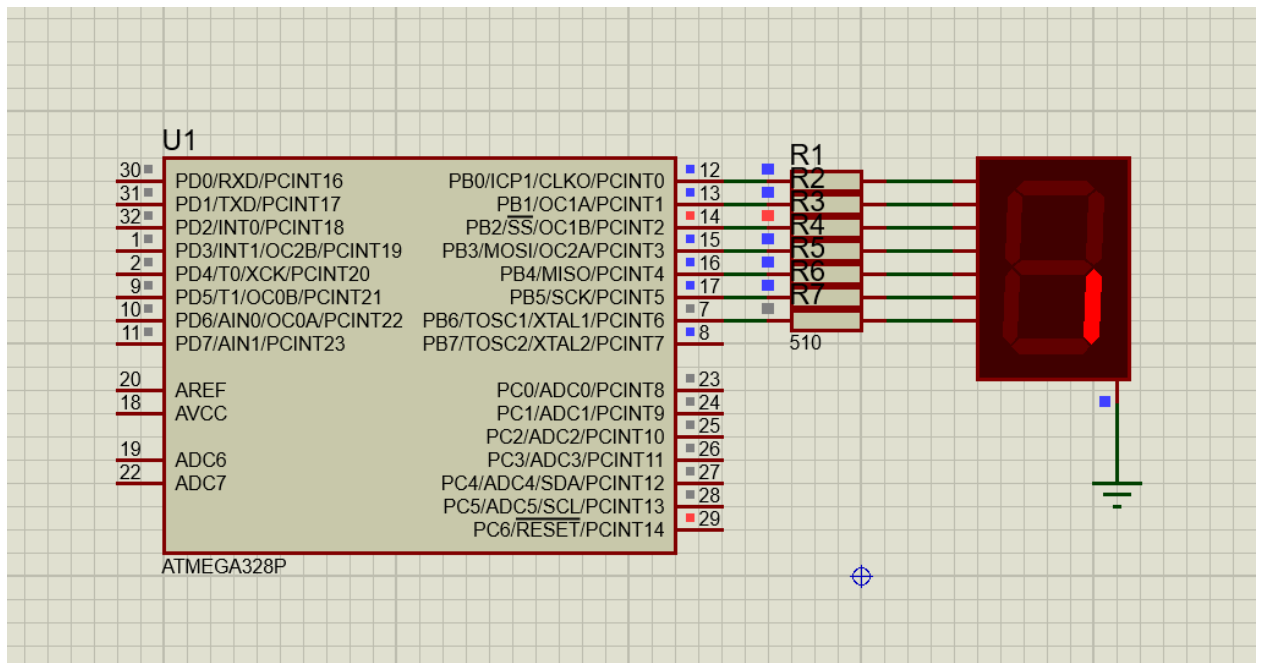 U1
30
PD0/RXD/PCINT16
31
PD1/TXD/PCINT17
32
PD2/INT0/PCINT18
1
PD3/INT1/OC2B/PCINT19
2
PD4/T0/XCK/PCINT20
9
PD5/T1/OC0B/PCINT21
10
PD6/AIN0/OC0A/PCINT22
11
PD7/AIN1/PCINT23
20
AREF
18
AVCC
19
ADC6
22
ADC7
PB0/ICP1/CLKO/PCINT0
12
PB1/OC1A/PCINT1
13
PB2/SS/OC1B/PCINT2
14
PB3/MOSI/OC2A/PCINT3
15
PB4/MISO/PCINT4
16
PB5/SCK/PCINT5
17
PB6/TOSC1/XTAL1/PCINT6
7
PB7/TOSC2/XTAL2/PCINT7
8
PC0/ADC0/PCINT8
23
PC1/ADC1/PCINT9
24
PC2/ADC2/PCINT10
25
PC3/ADC3/PCINT11
26
PC4/ADC4/SDA/PCINT12
27
PC5/ADC5/SCL/PCINT13
28
PC6/RESET/PCINT14
29
ATMEGA328P
R1
R2
R3
R4
R5
R6
R7
510